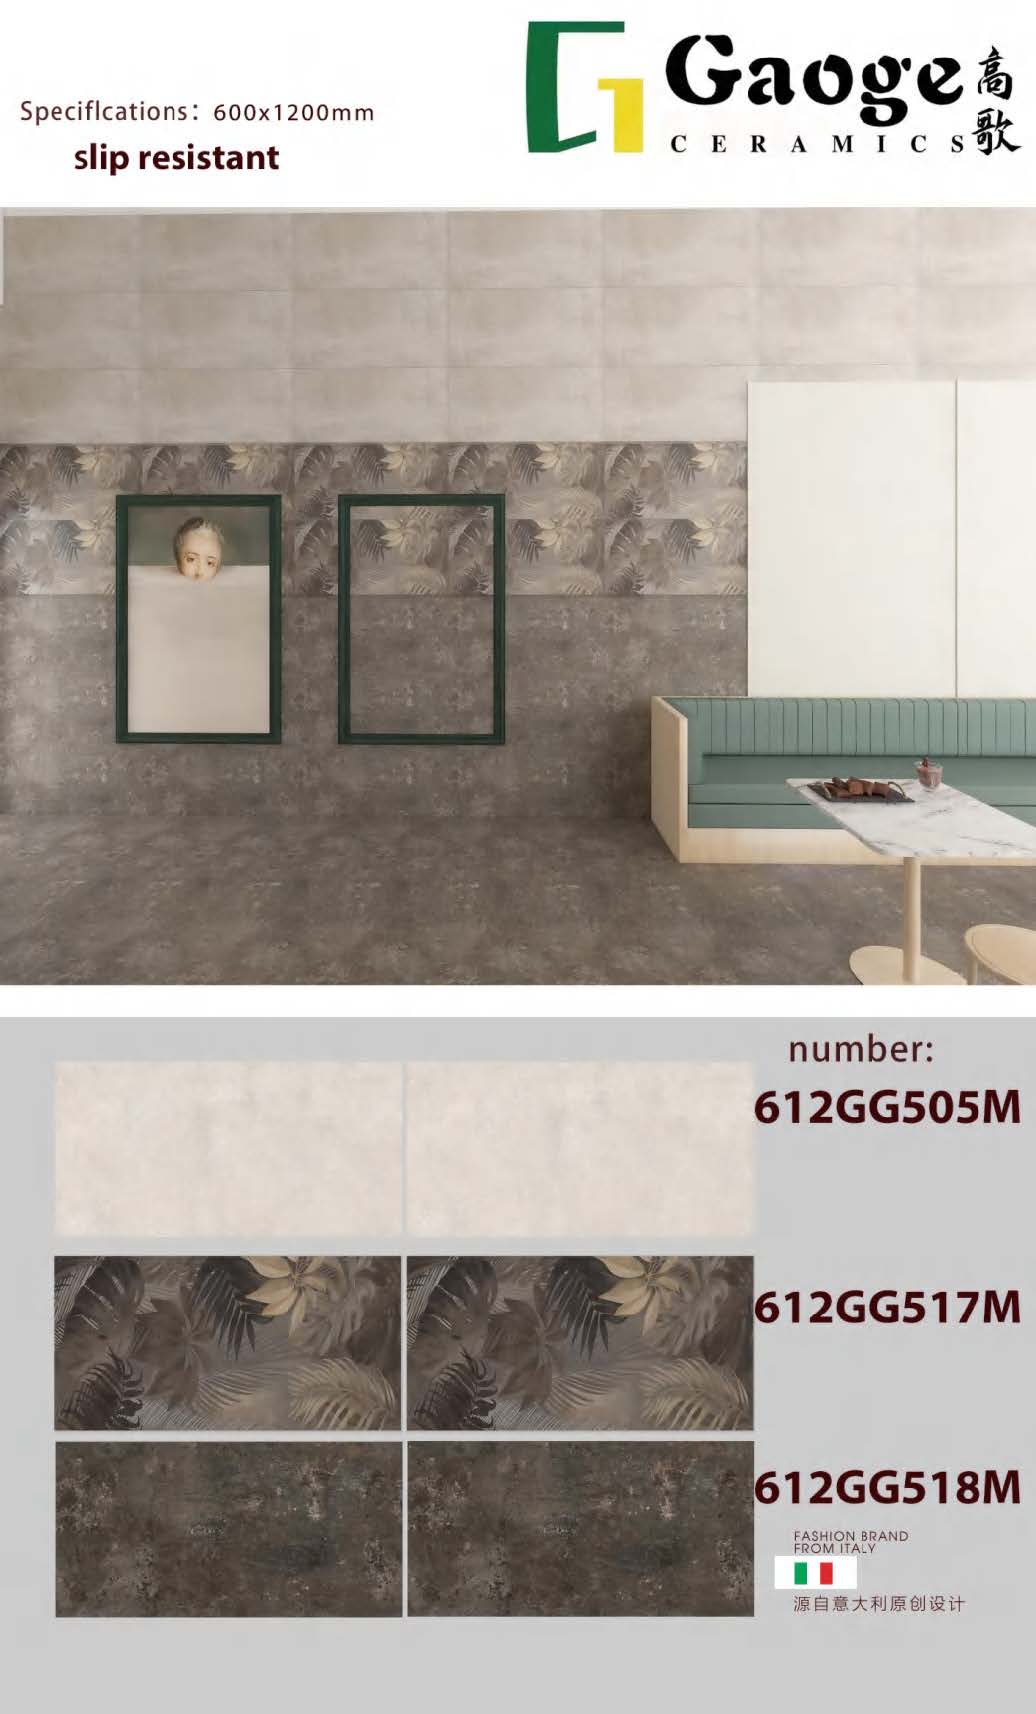 Gaoge
CERAMICS
高歌
Speciflcations：600x1200mm
slip resistant
number:
612GG505M
612GG517M
612GG518M
FASHION BRAND
FROM ITALY
源自意大利原创设计